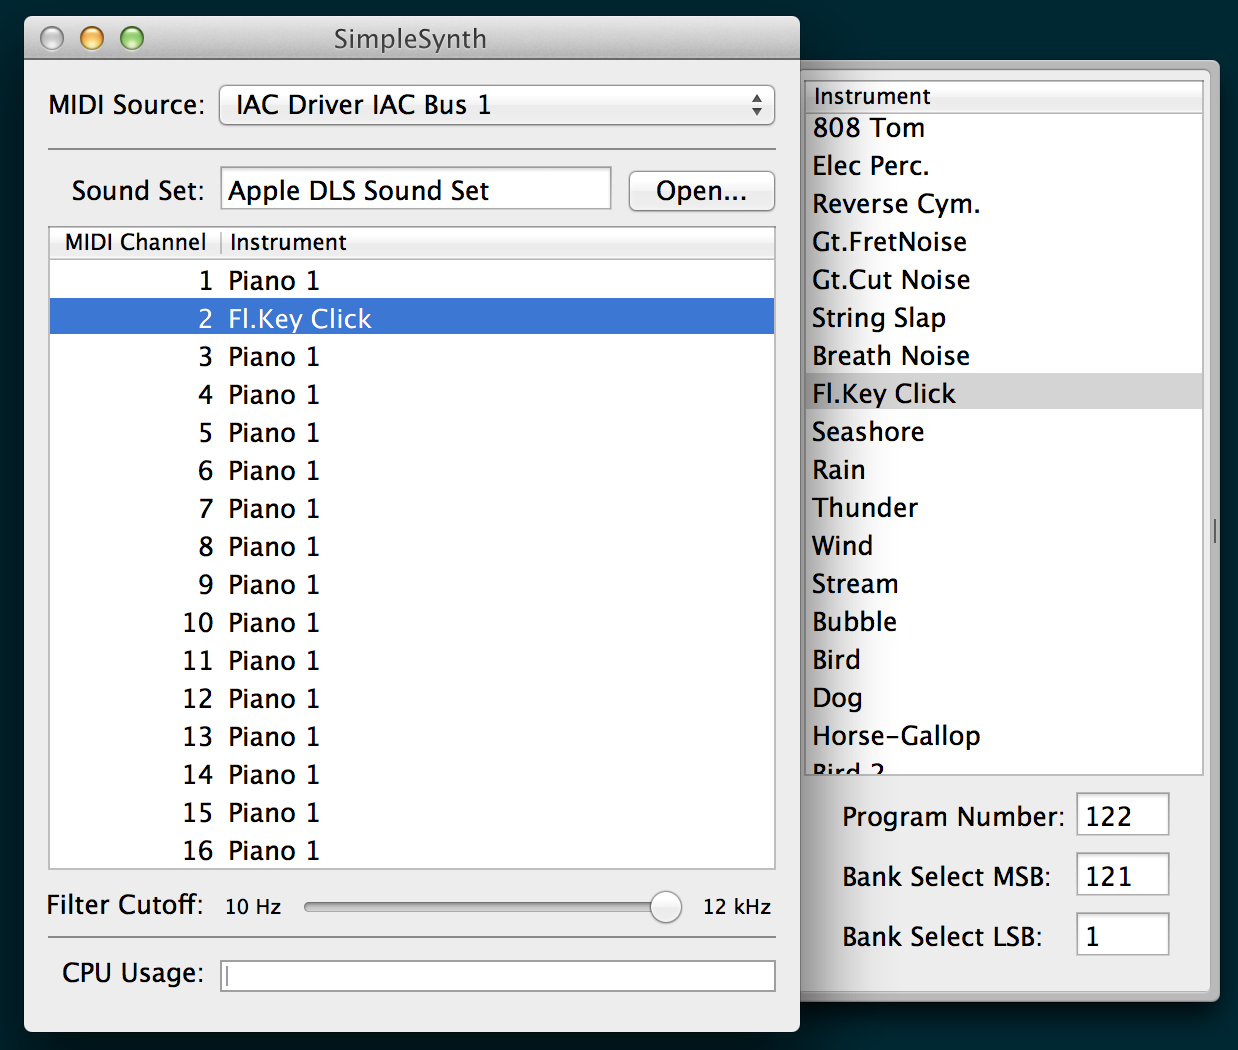 SimpleSynth
MIDI Source: IAC Driver IAC Bus 1
Sound Set: Apple DLS Sound Set Open...
MIDI Channel Instrument
1 Piano 1
2 Fl.Key Click
3 Piano 1
4 Piano 1
5 Piano 1
6 Piano 1
7 Piano 1
8 Piano 1
9 Piano 1
10 Piano 1
11 Piano 1
12 Piano 1
13 Piano 1
14 Piano 1
15 Piano 1
16 Piano 1
Filter Cutoff: 10 Hz 12 kHz
CPU Usage:
Instrument
808 Tom
Elec Perc.
Reverse Cym.
Gt.FretNoise
Gt.Cut Noise
String Slap
Breath Noise
Fl.Key Click
Seashore
Rain
Thunder
Wind
Stream
Bubble
Bird
Dog
Horse-Gallop
Bird 2
Program Number: 122
Bank Select MSB: 121
Bank Select LSB: 1